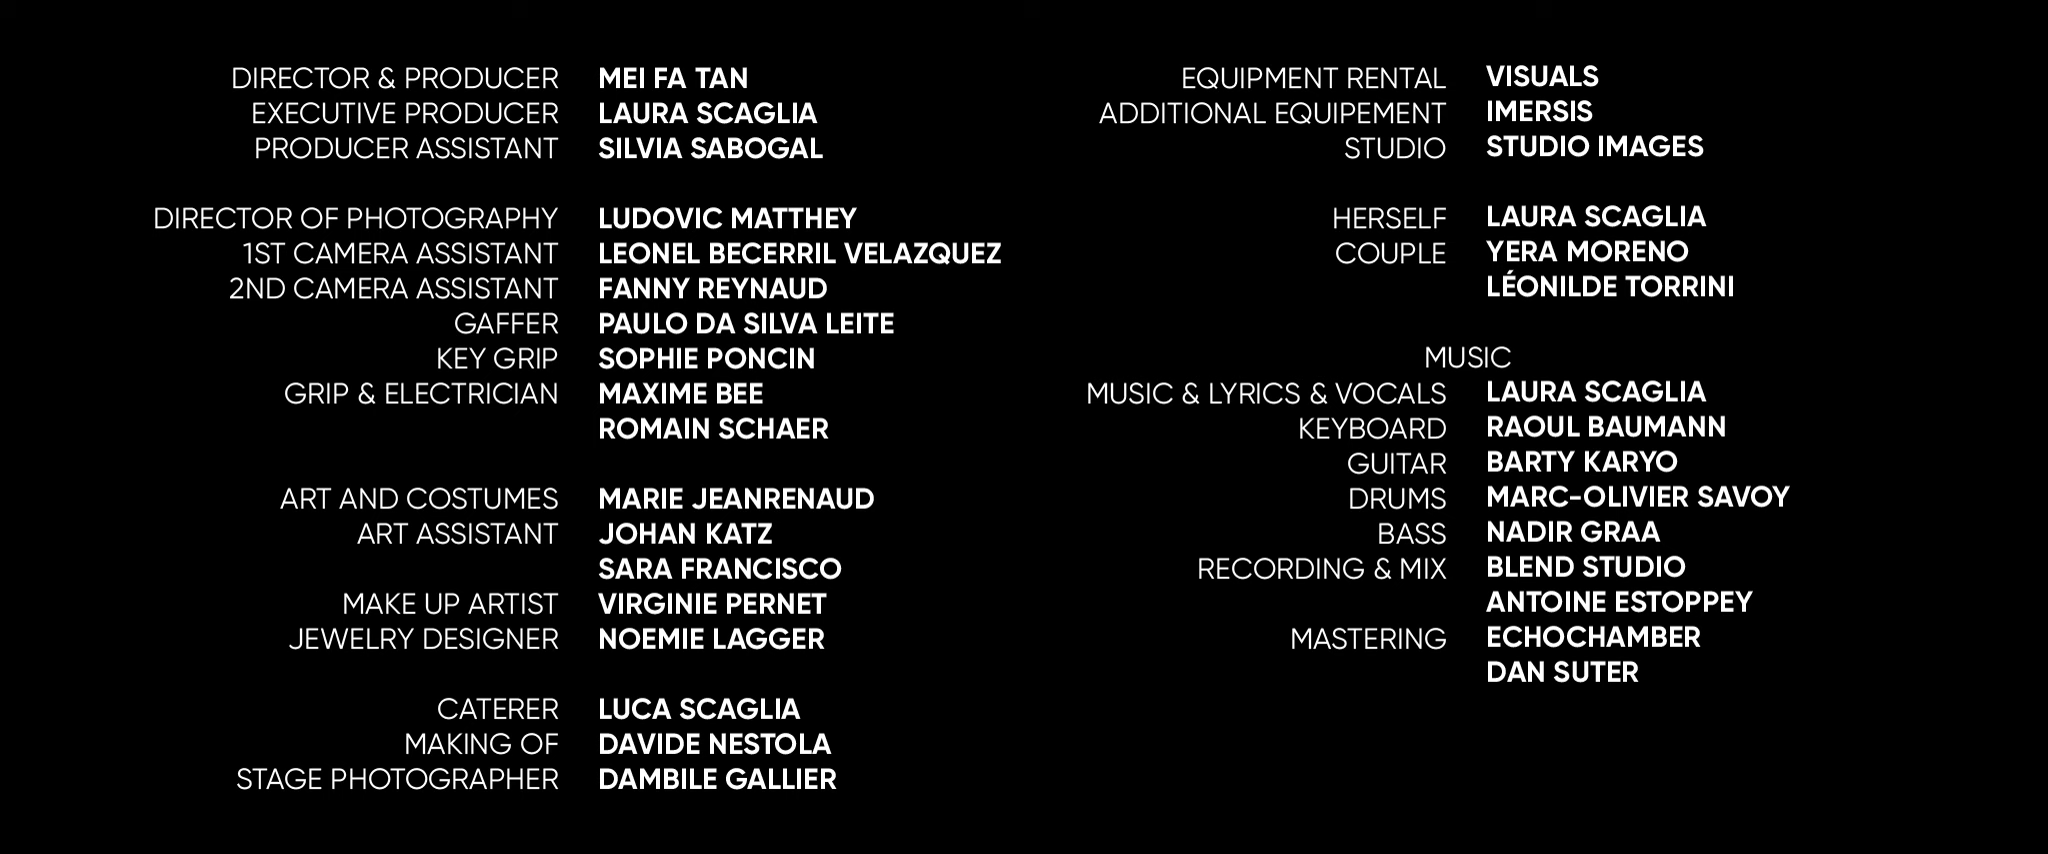 DIRECTOR & PRODUCER MEI FA TAN
EXECUTIVE PRODUCER LAURA SCAGLIA
PRODUCER ASSISTANT SILVIA SABOGAL
DIRECTOR OF PHOTOGRAPHY LUDOVIC MATTHEY
1ST CAMERA ASSISTANT LEONEL BECERRIL VELAZQUEZ
2ND CAMERA ASSISTANT FANNY REYNAUD
GAFFER PAULO DA SILVA LEITE
KEY GRIP SOPHIE PONCIN
GRIP & ELECTRICIAN MAXIME BEE
ROMAIN SCHAER
ART AND COSTUMES MARIE JEANRENAUD
ART ASSISTANT JOHAN KATZ
SARA FRANCISCO
MAKE UP ARTIST VIRGINIE PERNET
JEWELRY DESIGNER NOEMIE LAGGER
CATERER LUCA SCAGLIA
MAKING OF DAVIDE NESTOLA
STAGE PHOTOGRAPHER DAMBILE GALLIER
EQUIPMENT RENTAL VISUALS
ADDITIONAL EQUIPEMENT IMERSIS
STUDIO STUDIO IMAGES
HERSELF LAURA SCAGLIA
COUPLE YERA MORENO
LÉONILDE TORRINI
MUSIC
MUSIC & LYRICS & VOCALS LAURA SCAGLIA
KEYBOARD RAOUL BAUMANN
GUITAR BARTY KARYO
DRUMS MARC-OLIVIER SAVOY
BASS NADIR GRAA
RECORDING & MIX BLEND STUDIO
ANTOINE ESTOPPEY
MASTERING ECHOCHAMBER
DAN SUTER